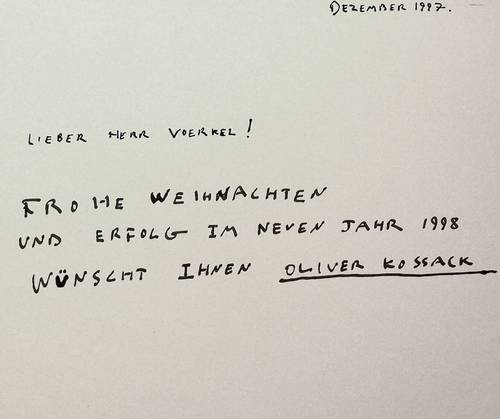 DEZEMBER 1997.
LIEBER HERR VOERKEL!
FROHE WEIHNACHTEN
UND ERFOLG IM NEUEN JAHR 1998
WÜNSCHT IHNEN OLIVER KOSSACK